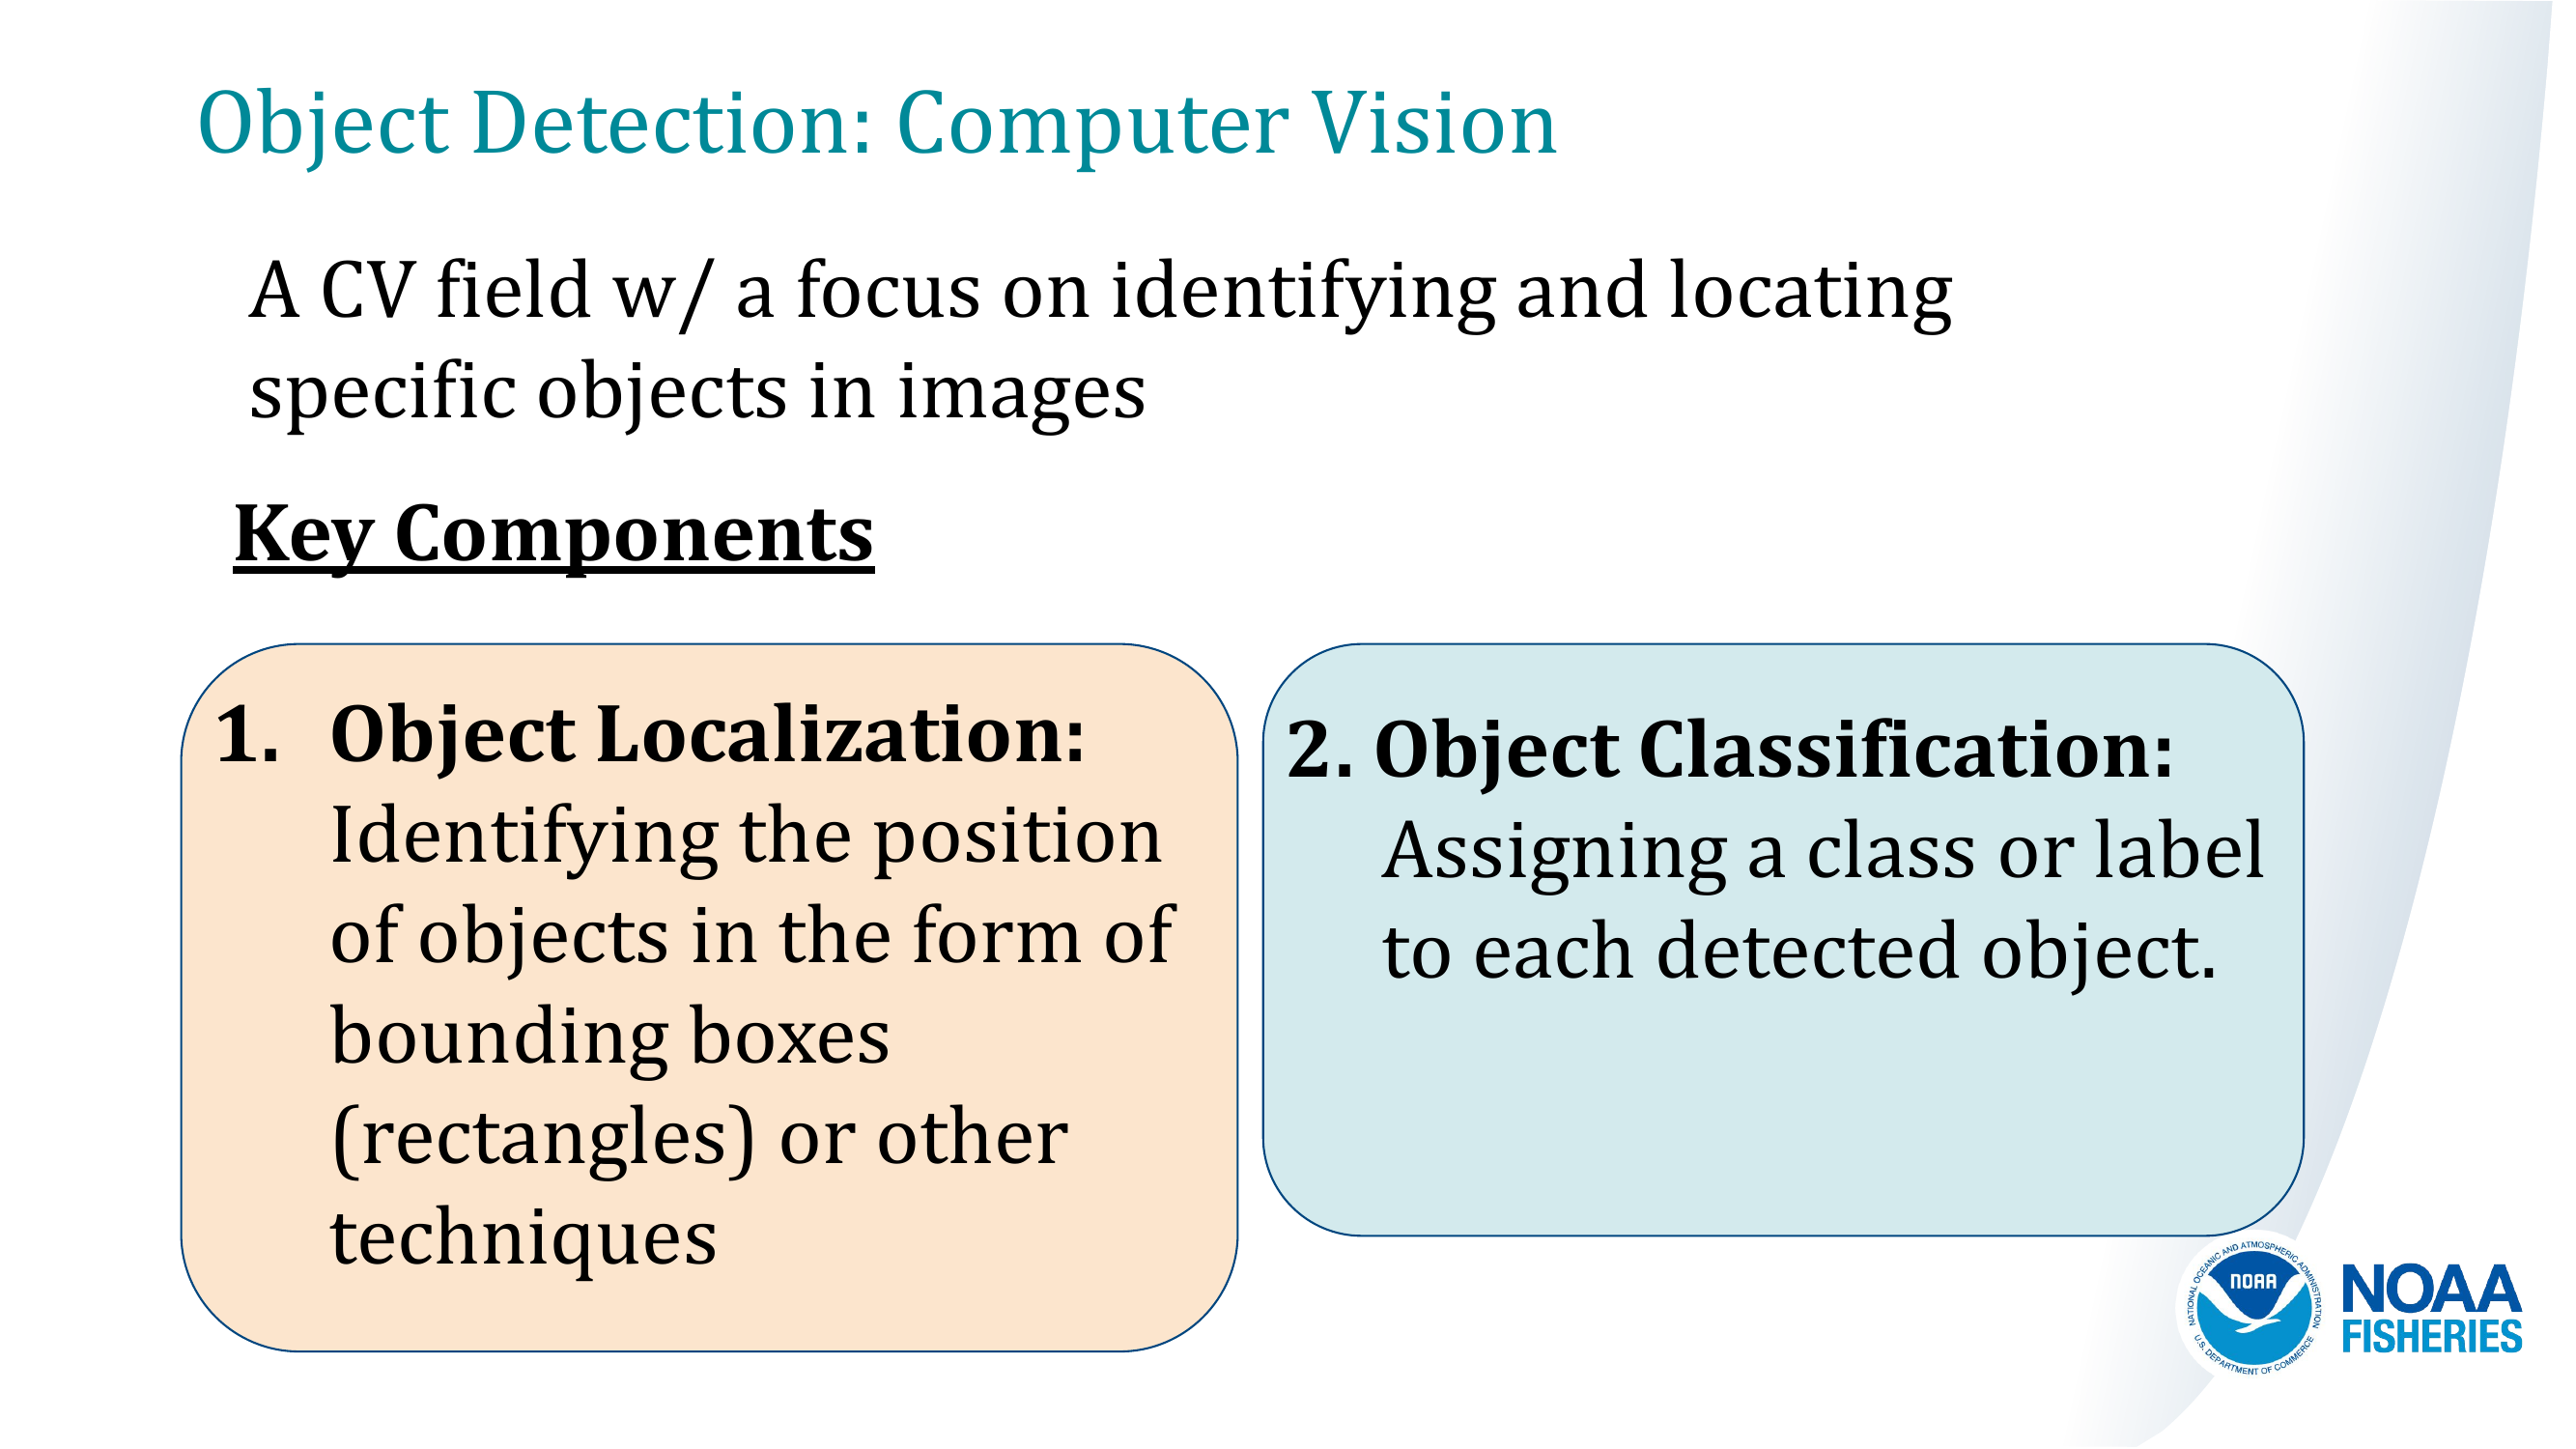 Object Detection: Computer Vision
A CV field w/ a focus on identifying and locating
specific objects in images
Key Components
1. Object Localization:
Identifying the position
of objects in the form of
bounding boxes
(rectangles) or other
techniques
2. Object Classification:
Assigning a class or label
to each detected object.
NATIONAL OCEANIC AND ATMOSPHERIC ADMINISTRATION
NOAA
U.S. DEPARTMENT OF COMMERCE
NOAA
FISHERIES